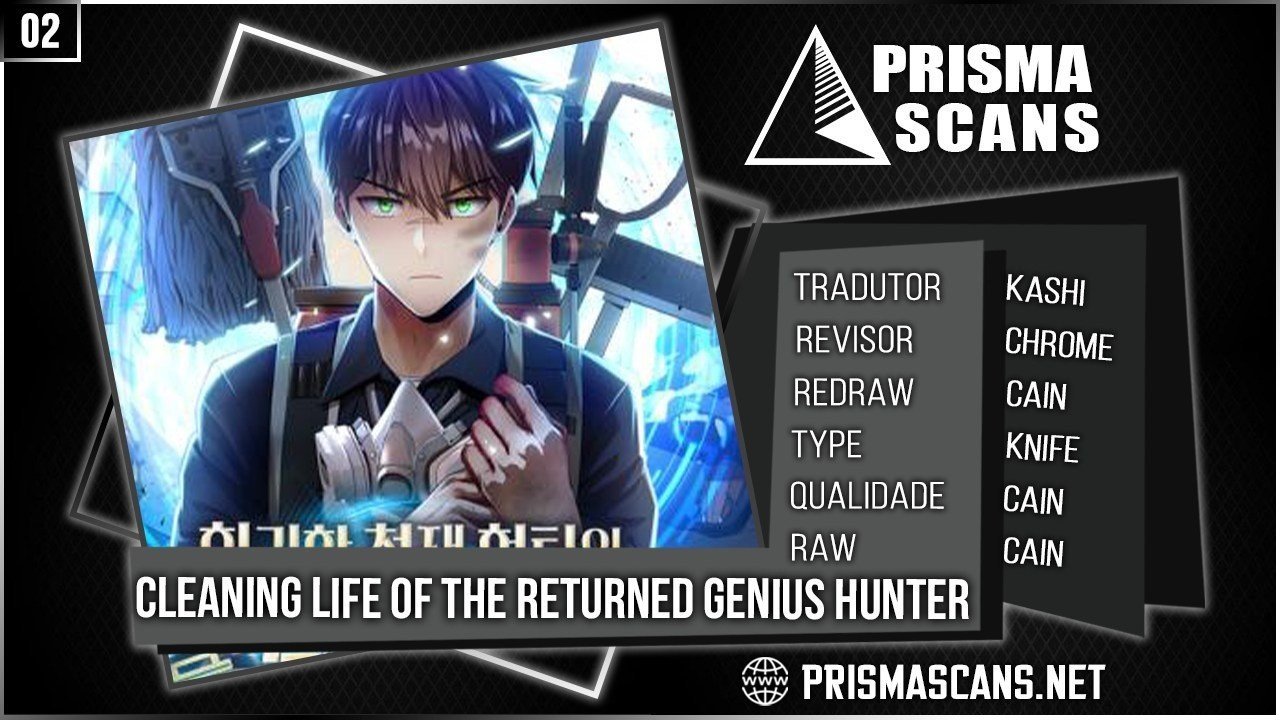 02
PRISMA
SCANS
TRADUTOR KASHI
REVISOR CHROME
REDRAW CAIN
TYPE KNIFE
QUALIDADE CAIN
RAW CAIN
CLEANING LIFE OF THE RETURNED GENIUS HUNTER
WWW PRISMASCANS.NET